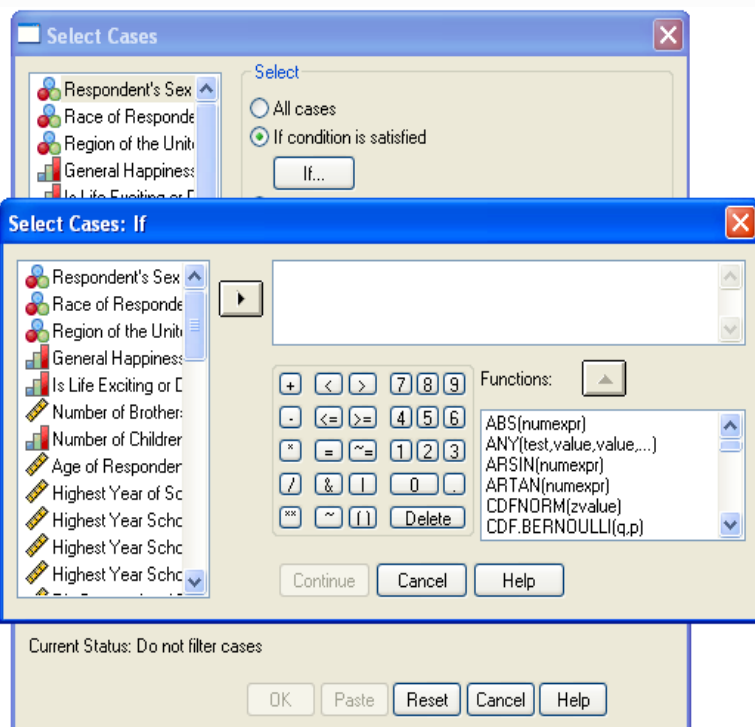 Select Cases
Respondent's Sex
Race of Responde
Region of the Unit
General Happiness
Select
All cases
If condition is satisfied
If...
Select Cases: If
Respondent's Sex
Race of Responde
Region of the Unit
General Happiness
Is Life Exciting or D
Number of Brother
Number of Children
Age of Responden
Highest Year of Sc
Highest Year Scho
Highest Year Scho
Highest Year Scho
+ < > 7 8 9
- <= >= 4 5 6
* = ~= 1 2 3
/ & | 0 .
** ~ () Delete
Functions:
ABS(numexpr)
ANY(test,value,value,...)
ARSIN(numexpr)
ARTAN(numexpr)
CDFNORM(zvalue)
CDF.BERNOULLI(q,p)
Continue Cancel Help
Current Status: Do not filter cases
OK Paste Reset Cancel Help